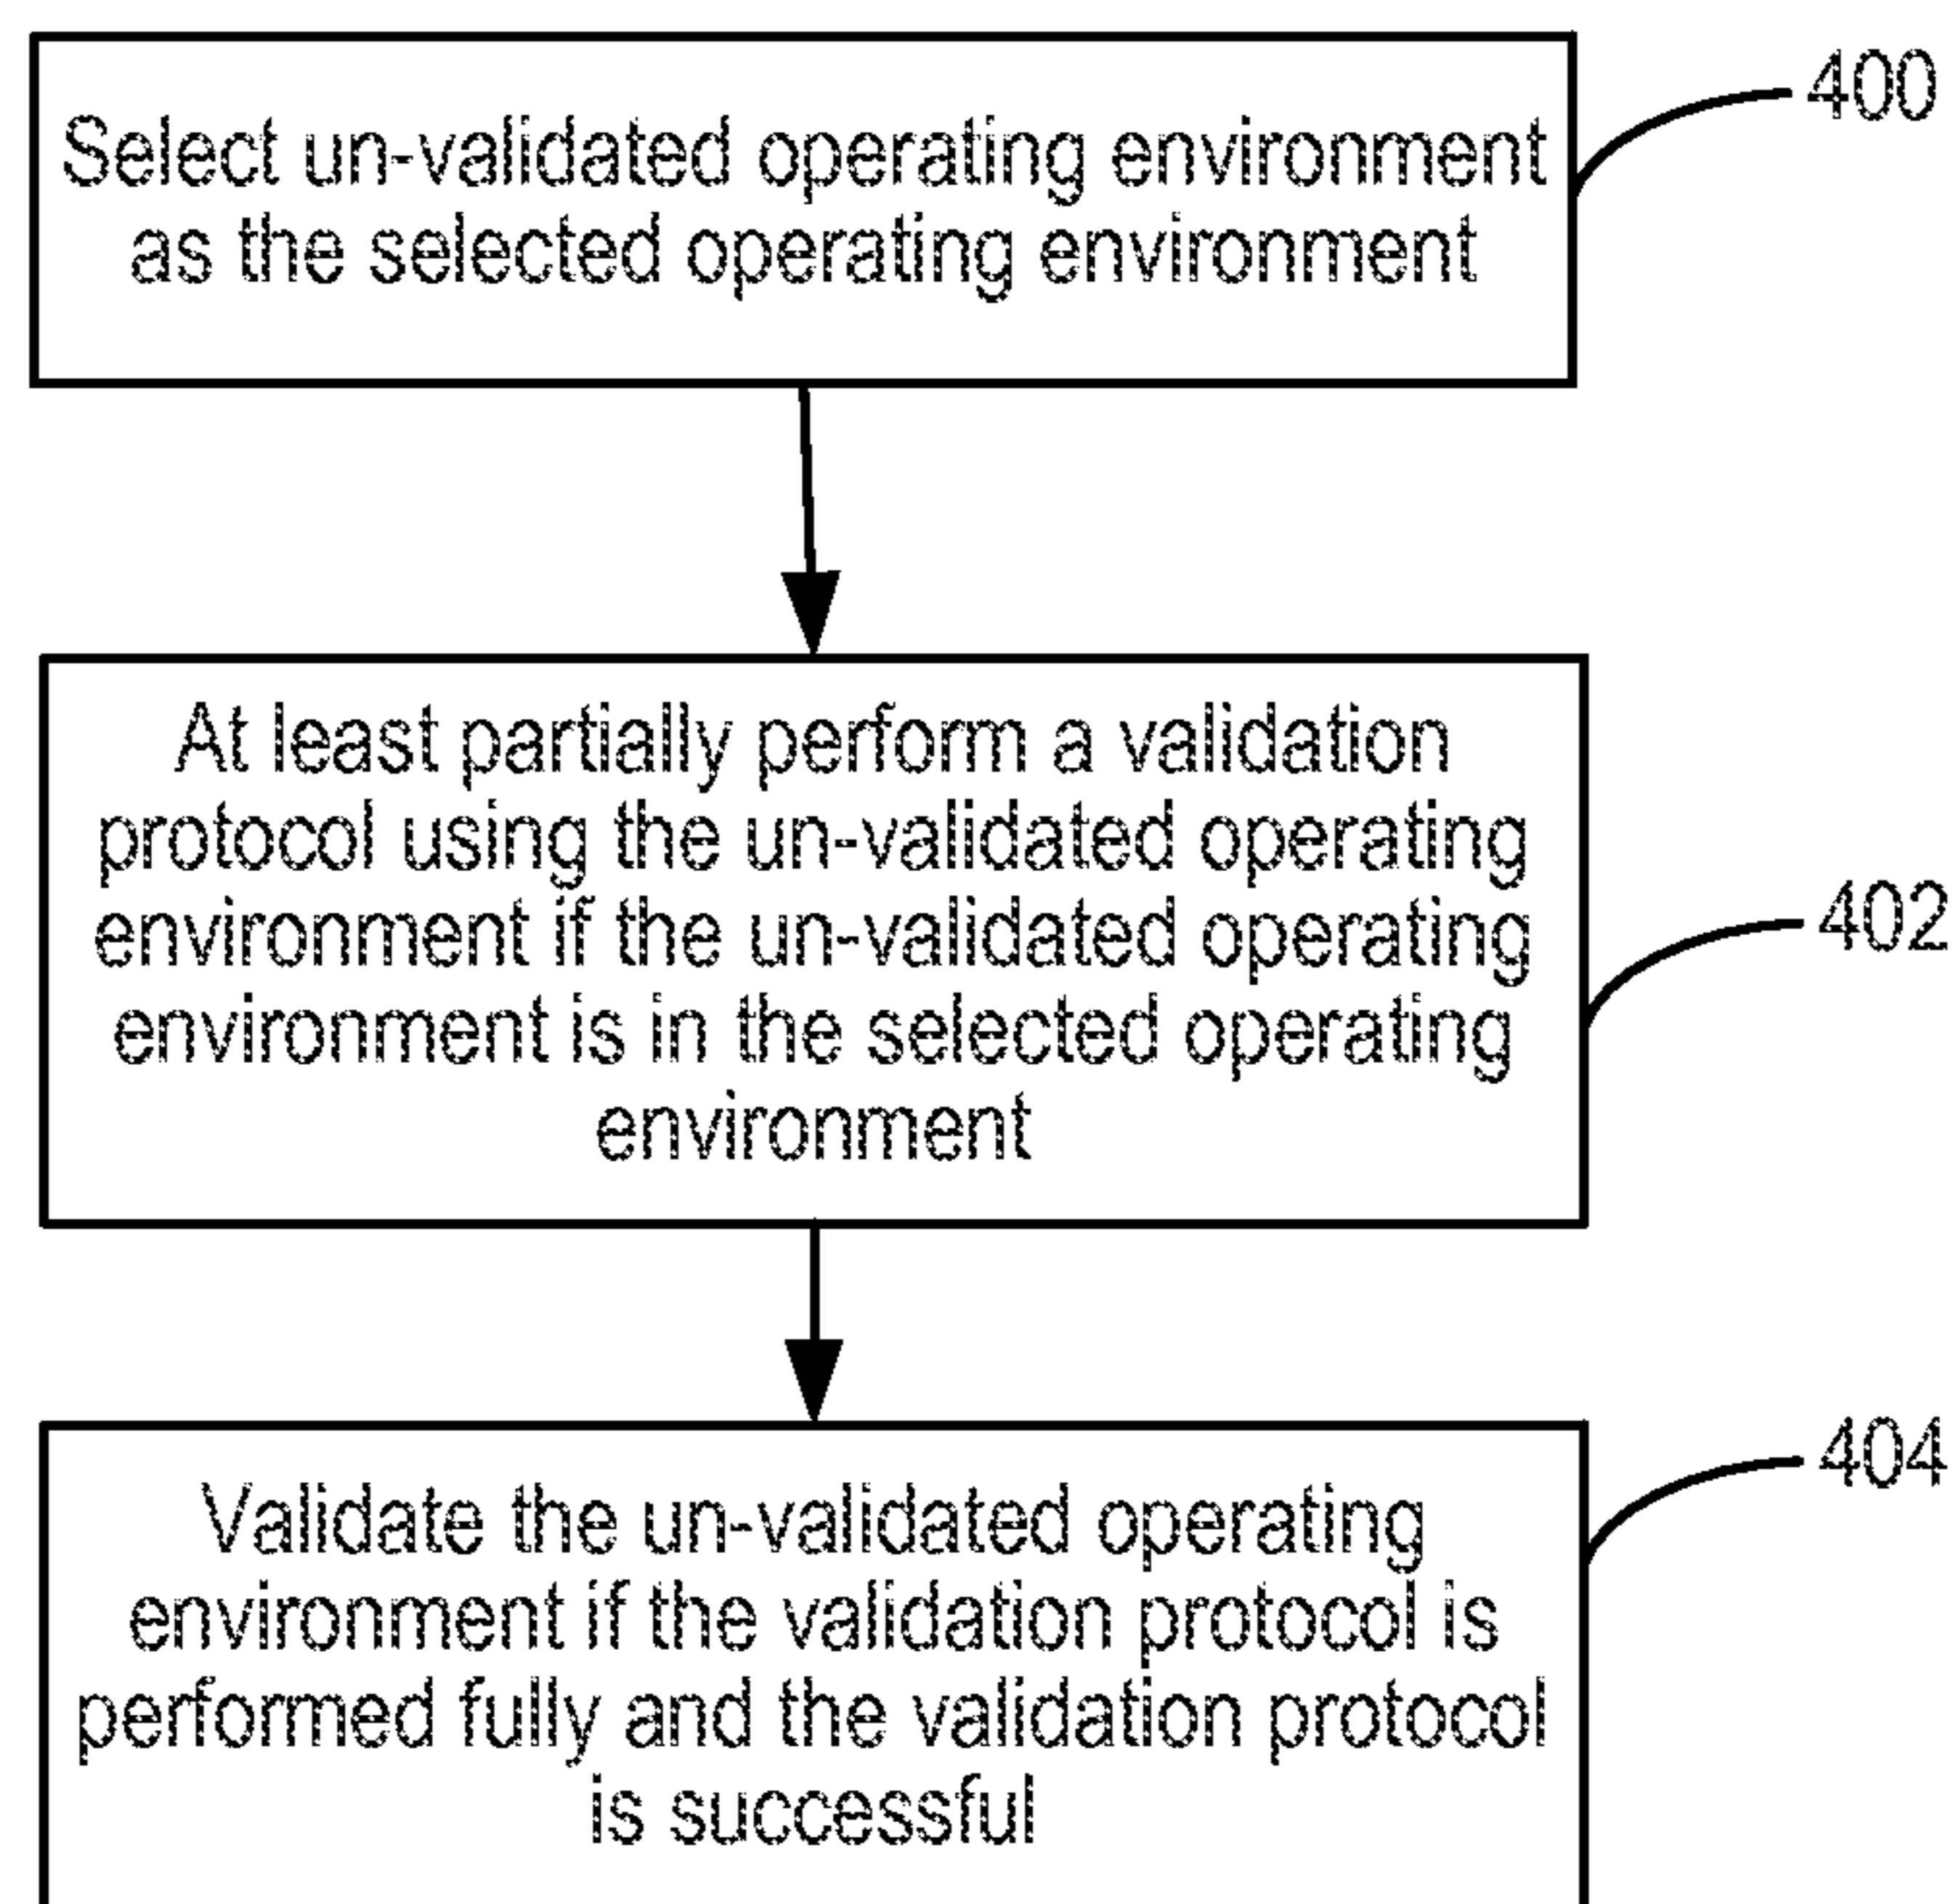 400
Select un-validated operating environment
as the selected operating environment
At least partially perform a validation
protocol using the un-validated operating
environment if the un-validated operating
environment is in the selected operating
environment
402
404
Validate the un-validated operating
environment if the validation protocol is
performed fully and the validation protocol
is successful